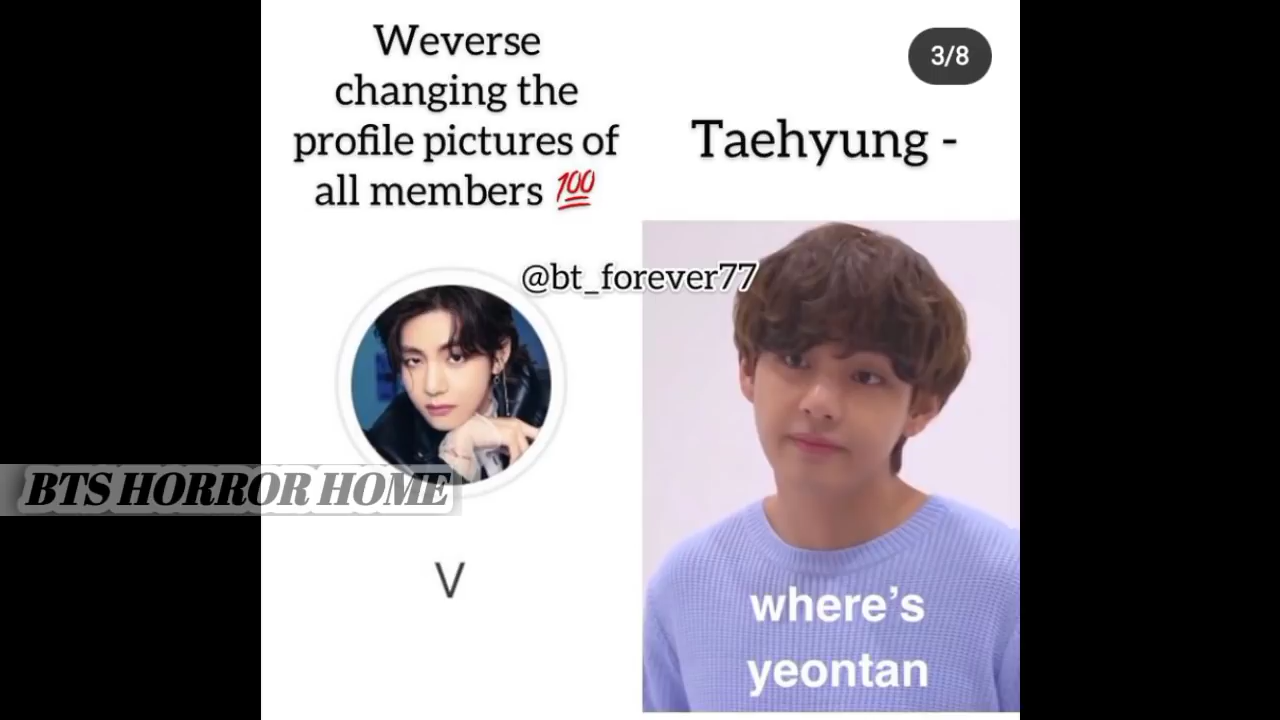 Weverse
changing the
profile pictures of
all members 💯
3/8
Taehyung -
@bt_forever77
BTS HORROR HOME
V
where's
yeontan